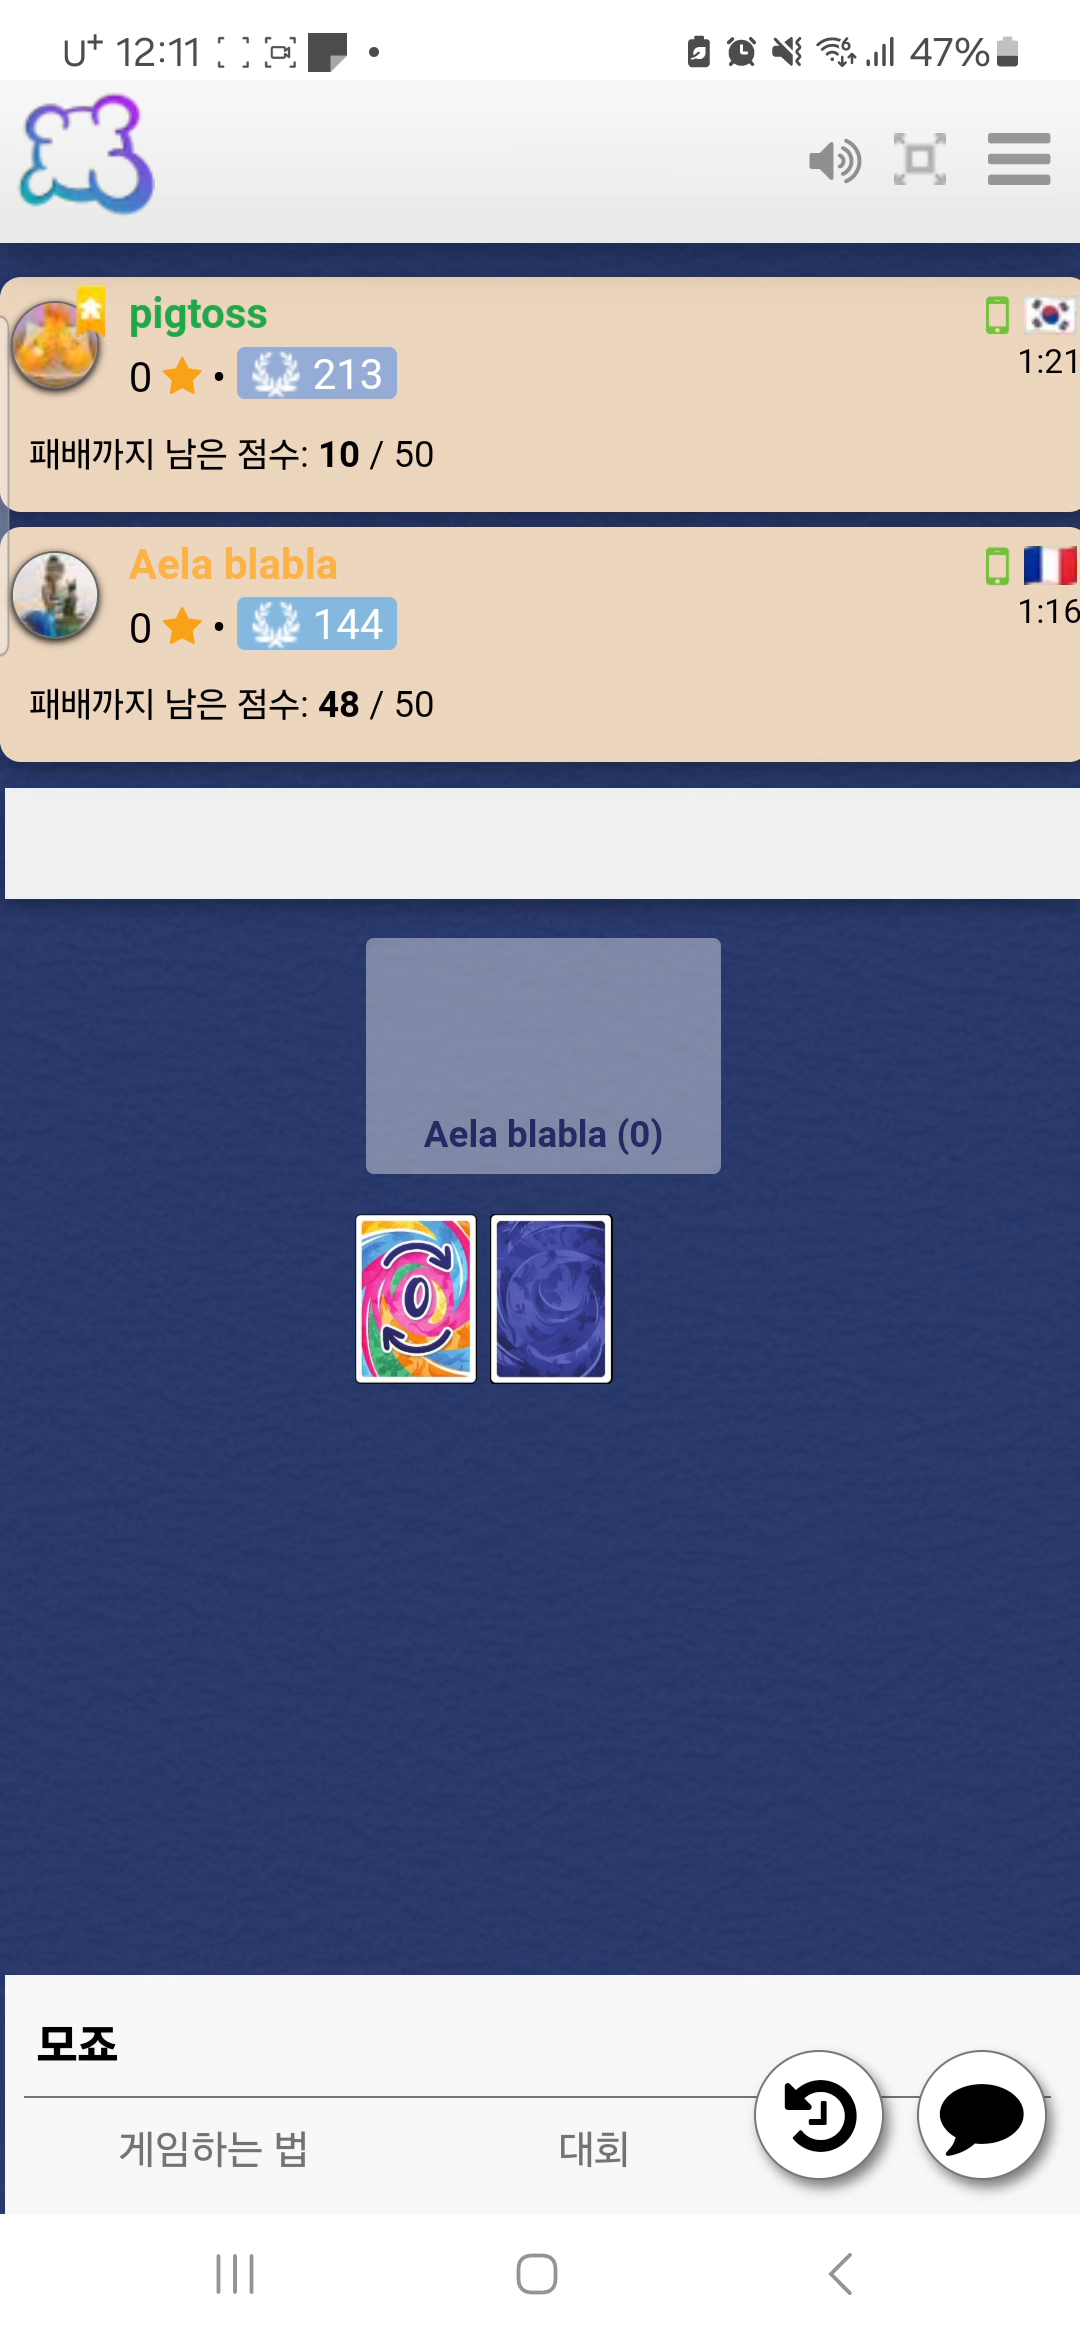 U+ 12:11 47%
pigtoss
1:21
0 • 213
패배까지 남은 점수: 10 / 50
Aela blabla
1:16
0 • 144
패배까지 남은 점수: 48 / 50
Aela blabla (0)
0
모죠
게임하는 법 대회